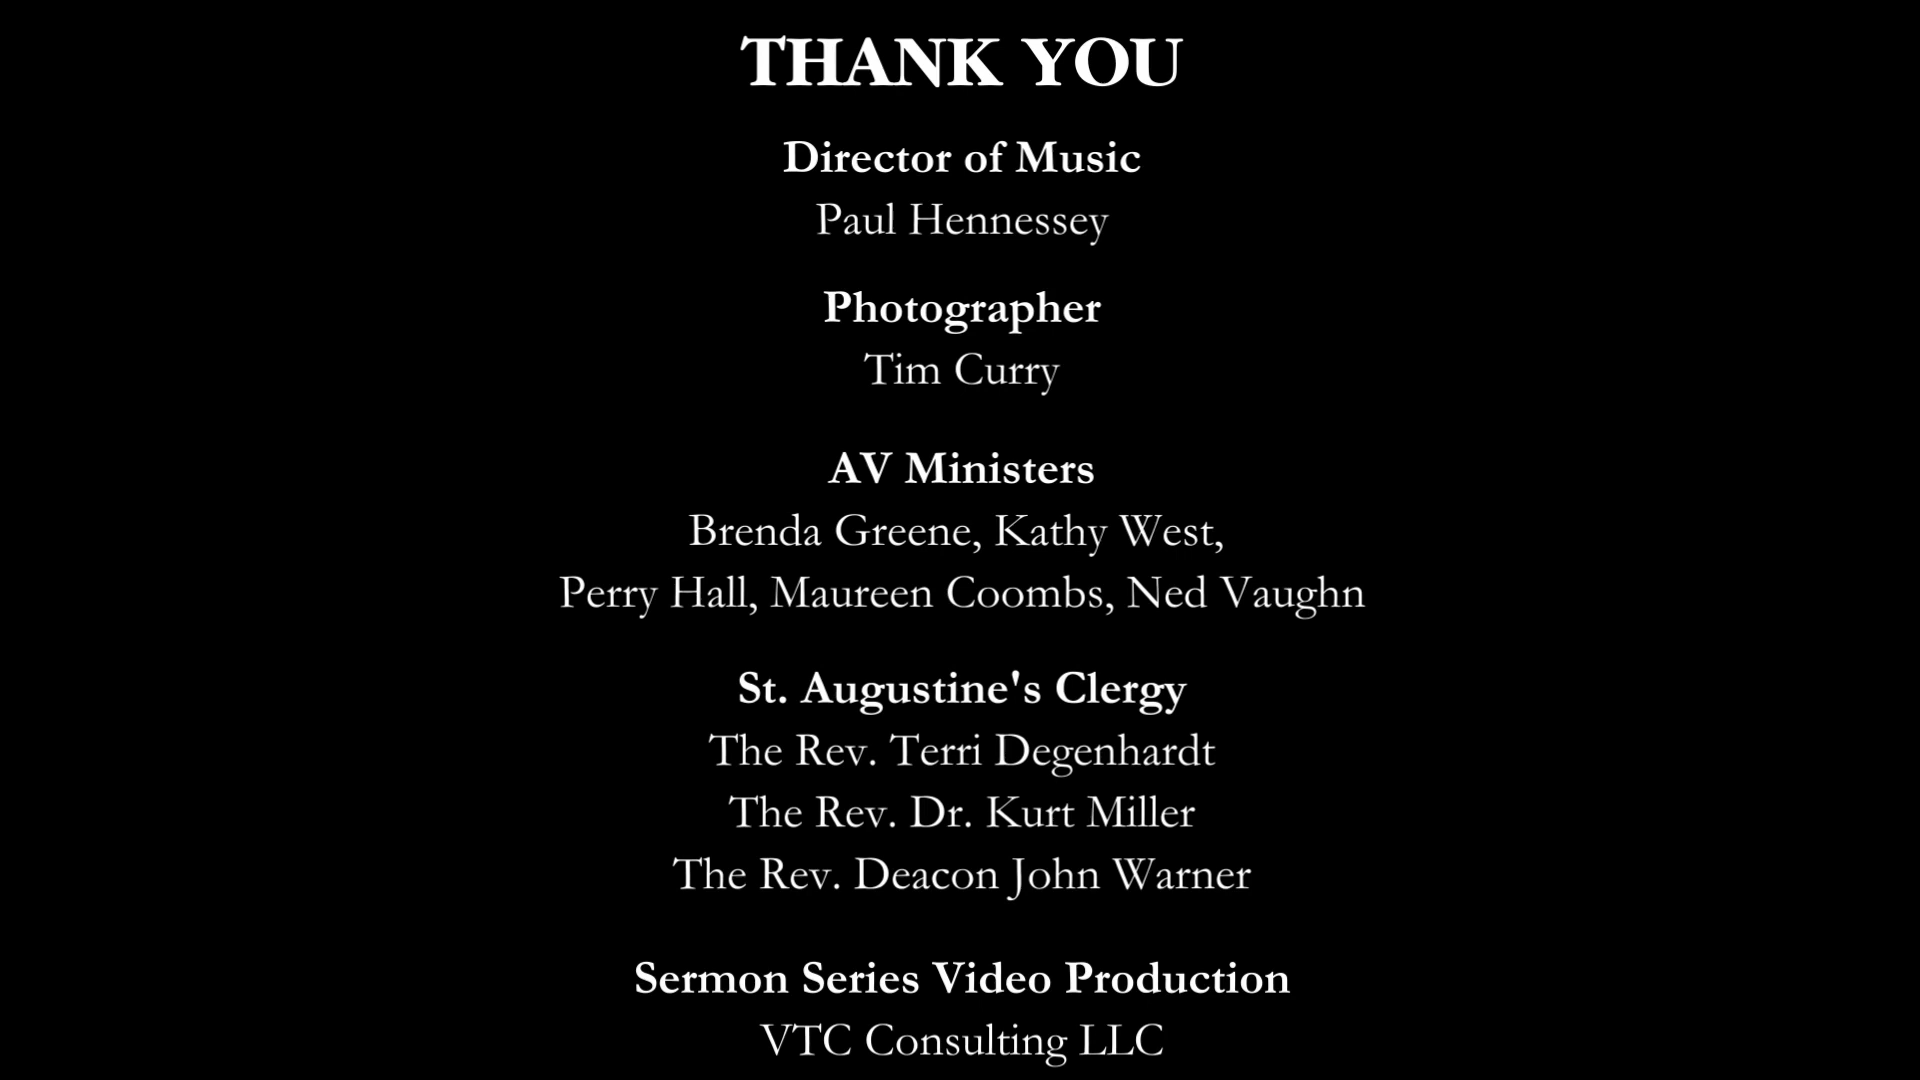 THANK YOU
Director of Music
Paul Hennessey
Photographer
Tim Curry
AV Ministers
Brenda Greene, Kathy West,
Perry Hall, Maureen Coombs, Ned Vaughn
St. Augustine's Clergy
The Rev. Terri Degenhardt
The Rev. Dr. Kurt Miller
The Rev. Deacon John Warner
Sermon Series Video Production
VTC Consulting LLC